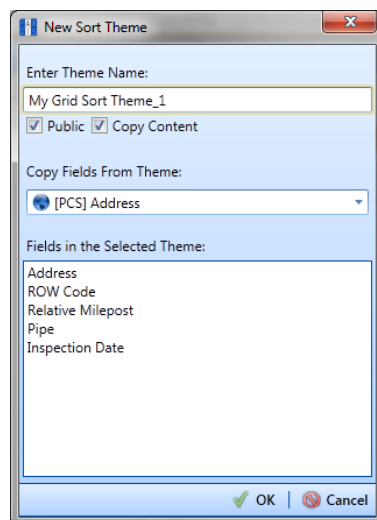 New Sort Theme
Enter Theme Name:
My Grid Sort Theme_1
Public Copy Content
Copy Fields From Theme:
[PCS] Address
Fields in the Selected Theme:
Address
ROW Code
Relative Milepost
Pipe
Inspection Date
OK | Cancel